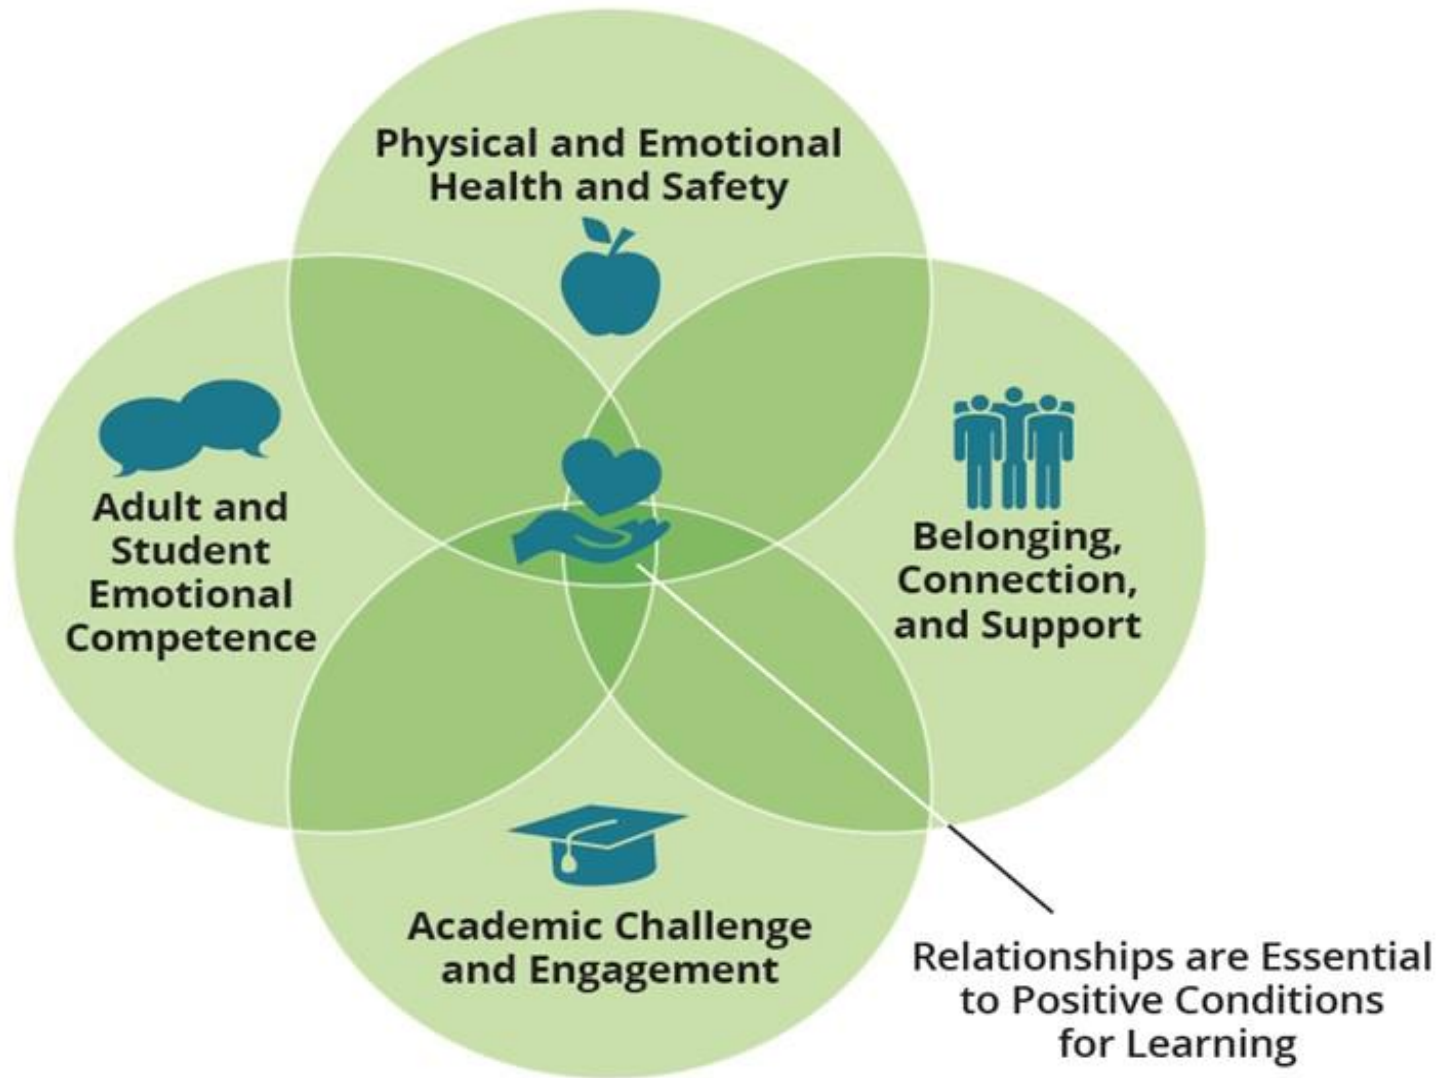 Physical and Emotional
Health and Safety
Adult and
Student
Emotional
Competence
Belonging,
Connection,
and Support
Academic Challenge
and Engagement
Relationships are Essential
to Positive Conditions
for Learning